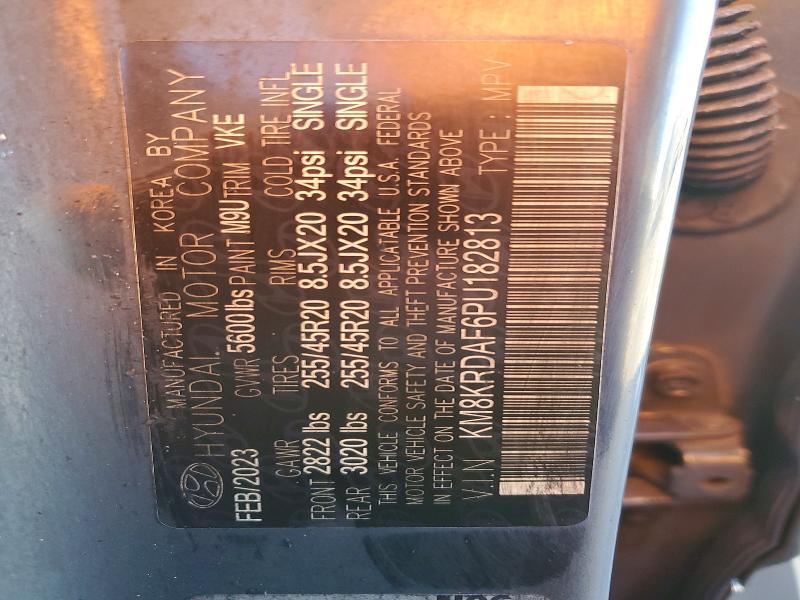 MANUFACTURED IN KOREA BY
HYUNDAI MOTOR COMPANY
FEB/2023 GVWR 5600lbs PAINT M9U TRIM VKE
GAWR TIRES RIMS COLD TIRE INFL
FRONT 2822 lbs 255/45R20 8.5JX20 34psi SINGLE
REAR 3020 lbs 255/45R20 8.5JX20 34psi SINGLE
THIS VEHICLE CONFORMS TO ALL APPLICATABLE U.S.A. FEDERAL
MOTOR VEHICLE SAFETY AND THEFT PREVENTION STANDARDS
IN EFFECT ON THE DATE OF MANUFACTURE SHOWN ABOVE
V.I.N KM8KRDAF6PU182813 TYPE : MPV